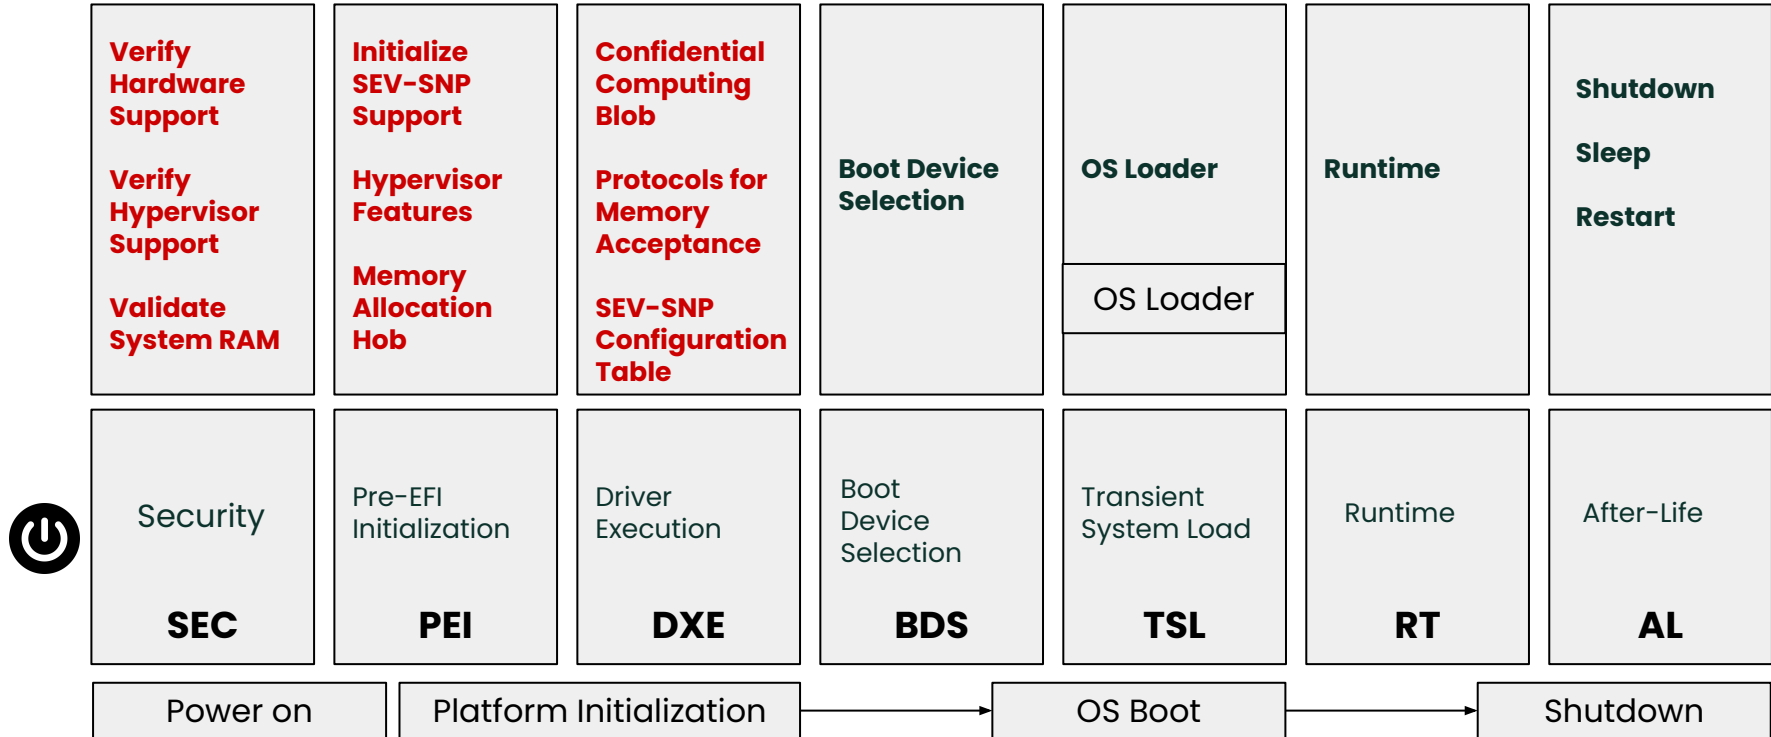 Verify
Hardware
Support
Verify
Hypervisor
Support
Validate
System RAM
Initialize
SEV-SNP
Support
Hypervisor
Features
Memory
Allocation
Hob
Confidential
Computing
Blob
Protocols for
Memory
Acceptance
SEV-SNP
Configuration
Table
Boot Device
Selection
OS Loader
OS Loader
Runtime
Shutdown
Sleep
Restart
Security
SEC
Pre-EFI
Initialization
PEI
Driver
Execution
DXE
Boot
Device
Selection
BDS
Transient
System Load
TSL
Runtime
RT
After-Life
AL
Power on
Platform Initialization
OS Boot
Shutdown